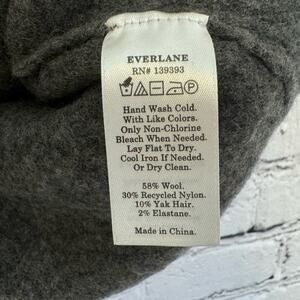 EVERLANE
RN# 139393
Hand Wash Cold.
With Like Colors.
Only Non-Chlorine
Bleach When Needed.
Lay Flat To Dry.
Cool Iron If Needed.
Or Dry Clean.
58% Wool.
30% Recycled Nylon.
10% Yak Hair.
2% Elastane.
Made in China.